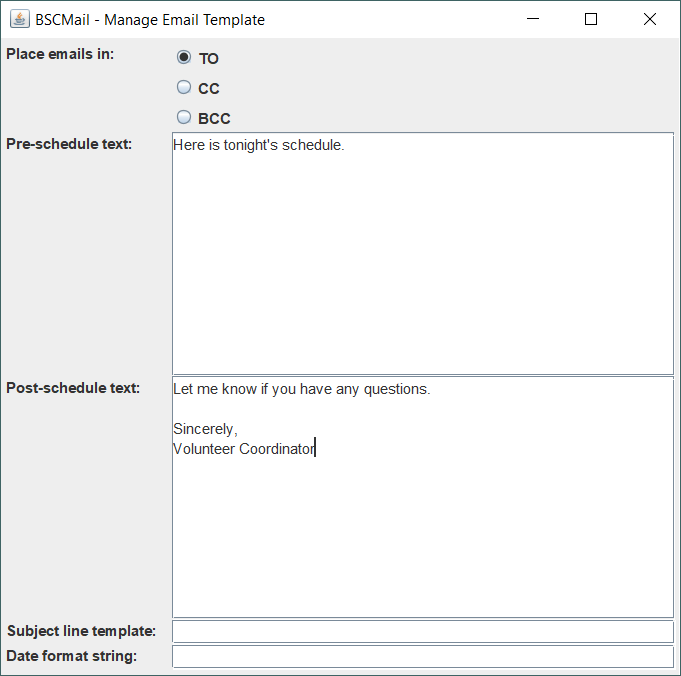 BSCMail - Manage Email Template
Place emails in:
TO
CC
BCC
Pre-schedule text:
Here is tonight's schedule.
Post-schedule text:
Let me know if you have any questions.
Sincerely,
Volunteer Coordinator
Subject line template:
Date format string: